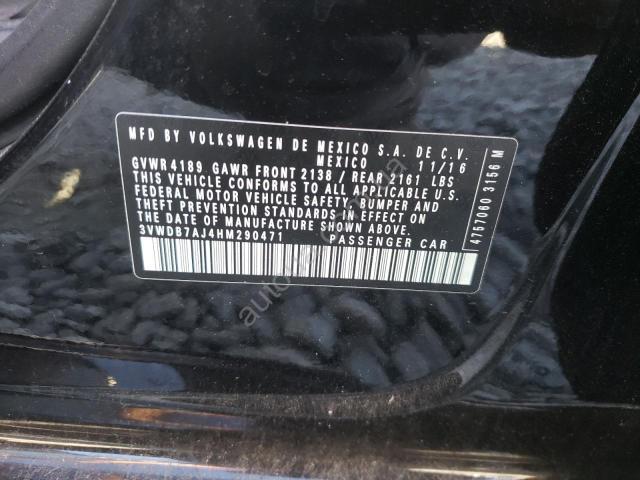 MFD BY VOLKSWAGEN DE MEXICO S.A. DE C.V.
MEXICO 11/16
GVWR 4189 GAWR FRONT 2138 / REAR 2161 LBS
THIS VEHICLE CONFORMS TO ALL APPLICABLE U.S.
FEDERAL MOTOR VEHICLE SAFETY, BUMPER AND
THEFT PREVENTION STANDARDS IN EFFECT ON
THE DATE OF MANUFACTURE SHOWN ABOVE.
3VWDB7AJ4HM290471 PASSENGER CAR
4757060 3156 M